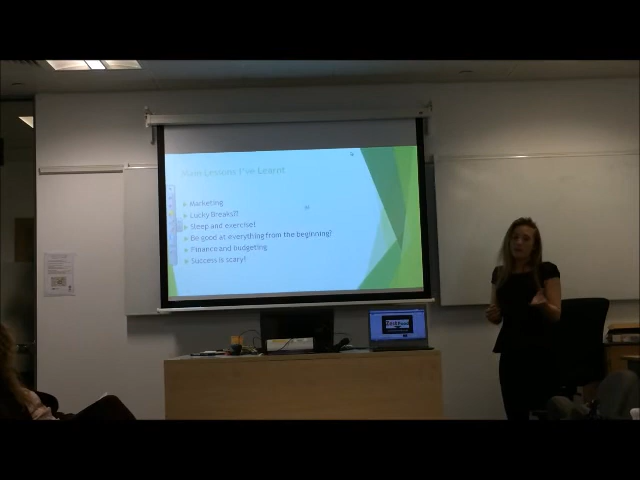 Main Lessons I've Learnt
Marketing
Lucky Breaks??
Sleep and exercise!
Be good at everything from the beginning?
Finance and budgeting
Success is scary!